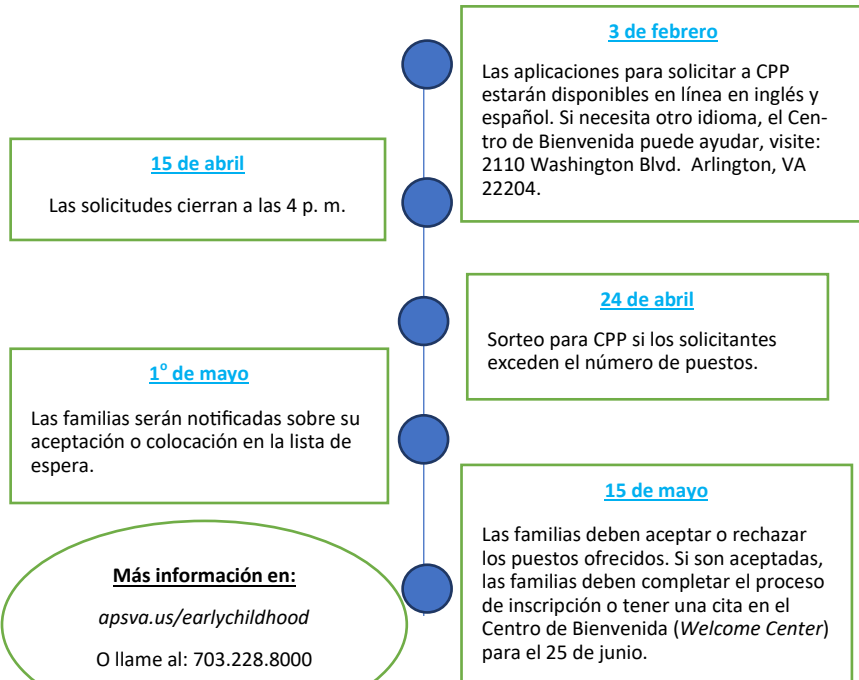 3 de febrero
Las aplicaciones para solicitar a CPP
estarán disponibles en línea en inglés y
español. Si necesita otro idioma, el Cen-
tro de Bienvenida puede ayudar, visite:
2110 Washington Blvd. Arlington, VA
22204.
15 de abril
Las solicitudes cierran a las 4 p. m.
24 de abril
Sorteo para CPP si los solicitantes
exceden el número de puestos.
1º de mayo
Las familias serán notificadas sobre su
aceptación o colocación en la lista de
espera.
15 de mayo
Las familias deben aceptar o rechazar
los puestos ofrecidos. Si son aceptadas,
las familias deben completar el proceso
de inscripción o tener una cita en el
Centro de Bienvenida (Welcome Center)
para el 25 de junio.
Más información en:
apsva.us/earlychildhood
O llame al: 703.228.8000